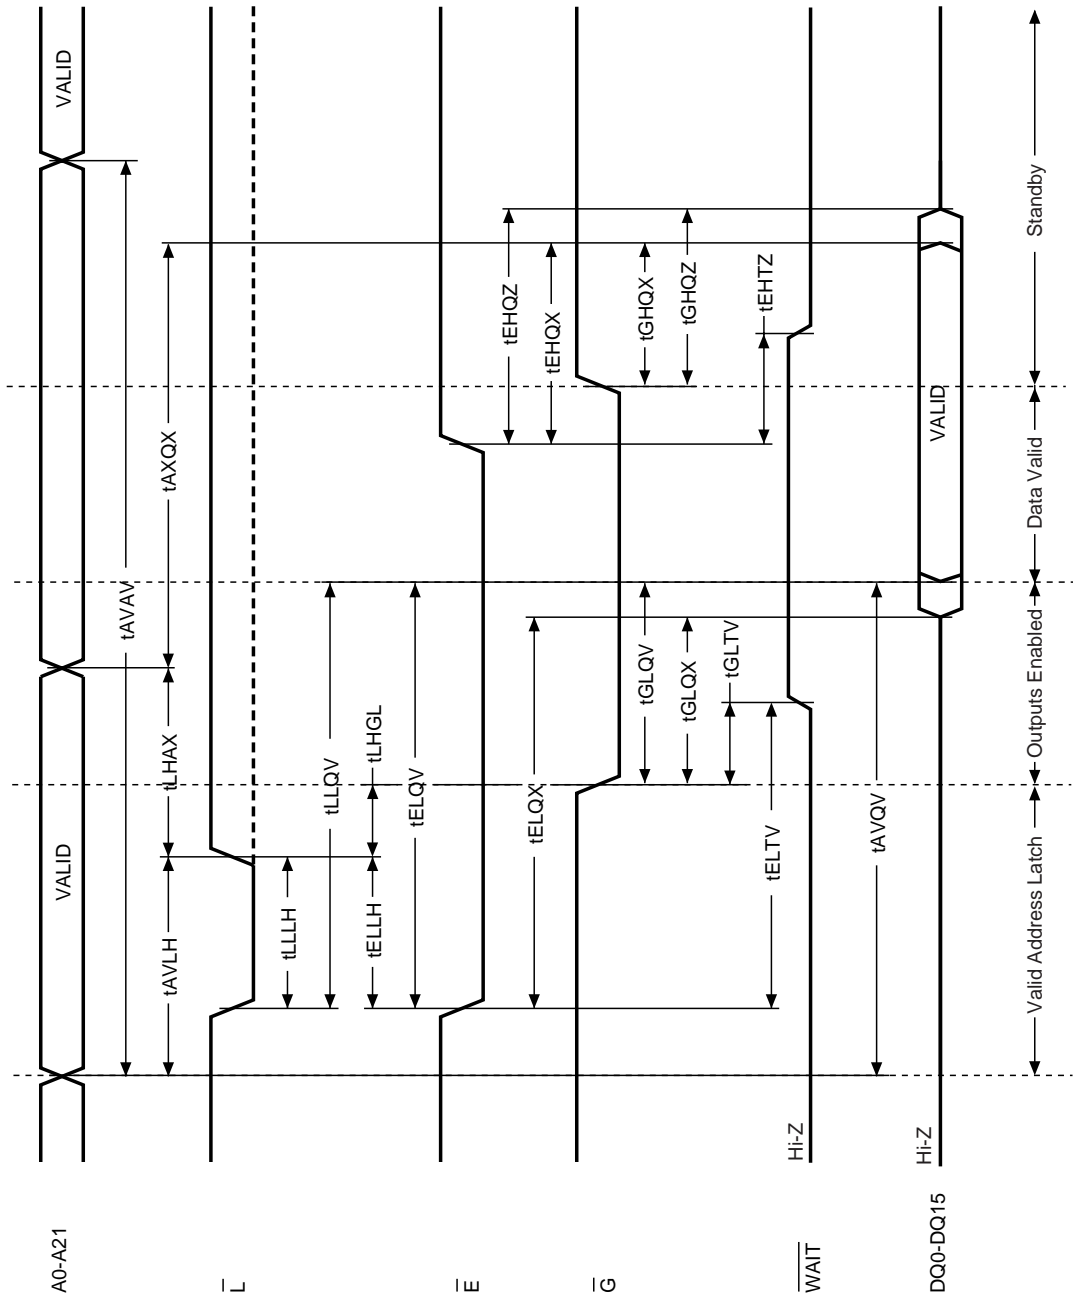 A0-A21
VALID
VALID
tAVAV
tAVLH
tLHAX
tAXQX
L
tLLLH
tLLQV
tELLH
tLHGL
tELQV
E
tEHQZ
tELQX
tEHQX
G
tGLQV
tGHQX
tGLQX
tGHQZ
tGLTV
tELTV
tEHTZ
WAIT
Hi-Z
tAVQV
DQ0-DQ15
Hi-Z
VALID
Valid Address Latch
Outputs Enabled
Data Valid
Standby